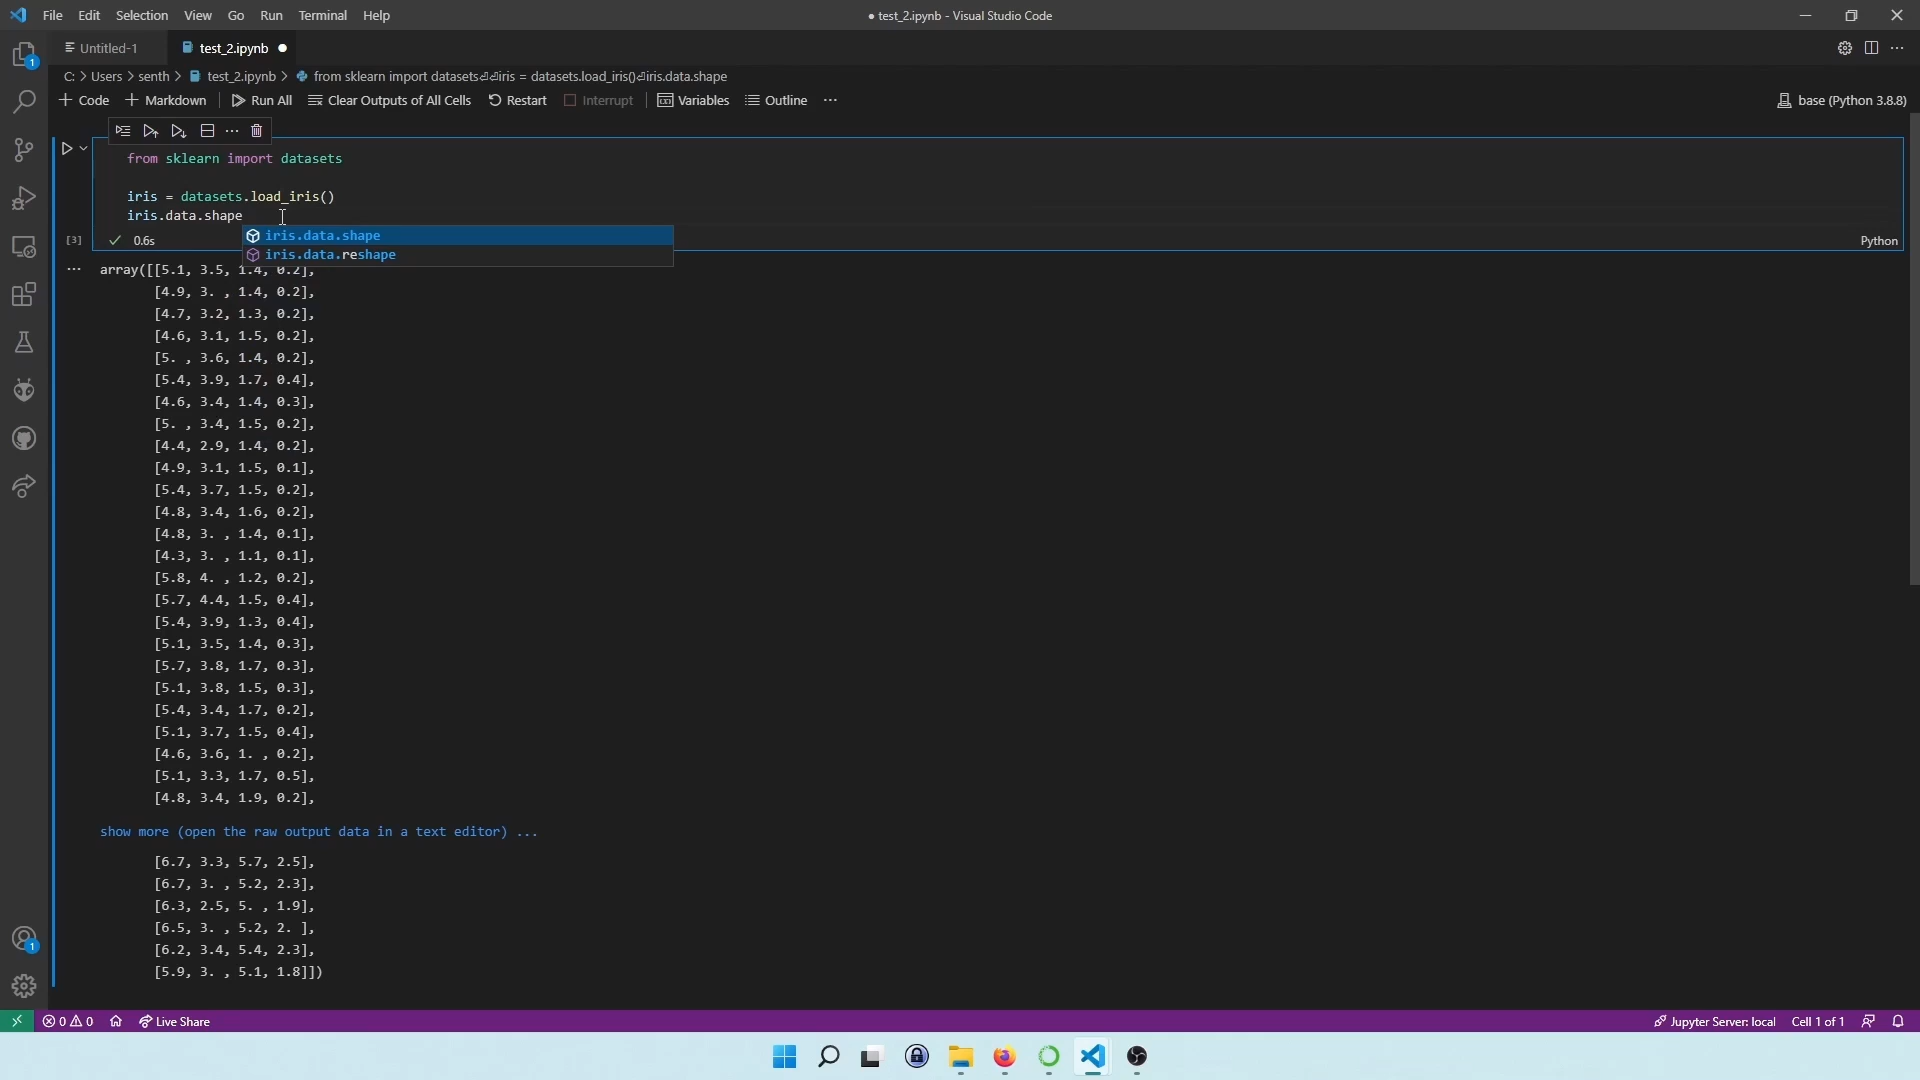 File Edit Selection View Go Run Terminal Help ● test_2.ipynb - Visual Studio Code
Untitled-1 test_2.ipynb ●
C: > Users > senth > test_2.ipynb > from sklearn import datasets⏎⏎iris = datasets.load_iris()⏎iris.data.shape
+ Code + Markdown Run All Clear Outputs of All Cells Restart Interrupt Variables Outline ... base (Python 3.8.8)
from sklearn import datasets
iris = datasets.load_iris()
iris.data.shape
iris.data.shape
iris.data.reshape
[3] ✓ 0.6s Python
array([[5.1, 3.5, 1.4, 0.2],
[4.9, 3. , 1.4, 0.2],
[4.7, 3.2, 1.3, 0.2],
[4.6, 3.1, 1.5, 0.2],
[5. , 3.6, 1.4, 0.2],
[5.4, 3.9, 1.7, 0.4],
[4.6, 3.4, 1.4, 0.3],
[5. , 3.4, 1.5, 0.2],
[4.4, 2.9, 1.4, 0.2],
[4.9, 3.1, 1.5, 0.1],
[5.4, 3.7, 1.5, 0.2],
[4.8, 3.4, 1.6, 0.2],
[4.8, 3. , 1.4, 0.1],
[4.3, 3. , 1.1, 0.1],
[5.8, 4. , 1.2, 0.2],
[5.7, 4.4, 1.5, 0.4],
[5.4, 3.9, 1.3, 0.4],
[5.1, 3.5, 1.4, 0.3],
[5.7, 3.8, 1.7, 0.3],
[5.1, 3.8, 1.5, 0.3],
[5.4, 3.4, 1.7, 0.2],
[5.1, 3.7, 1.5, 0.4],
[4.6, 3.6, 1. , 0.2],
[5.1, 3.3, 1.7, 0.5],
[4.8, 3.4, 1.9, 0.2],
show more (open the raw output data in a text editor) ...
[6.7, 3.3, 5.7, 2.5],
[6.7, 3. , 5.2, 2.3],
[6.3, 2.5, 5. , 1.9],
[6.5, 3. , 5.2, 2. ],
[6.2, 3.4, 5.4, 2.3],
[5.9, 3. , 5.1, 1.8]])
1
1
0 0 Live Share Jupyter Server: local Cell 1 of 1